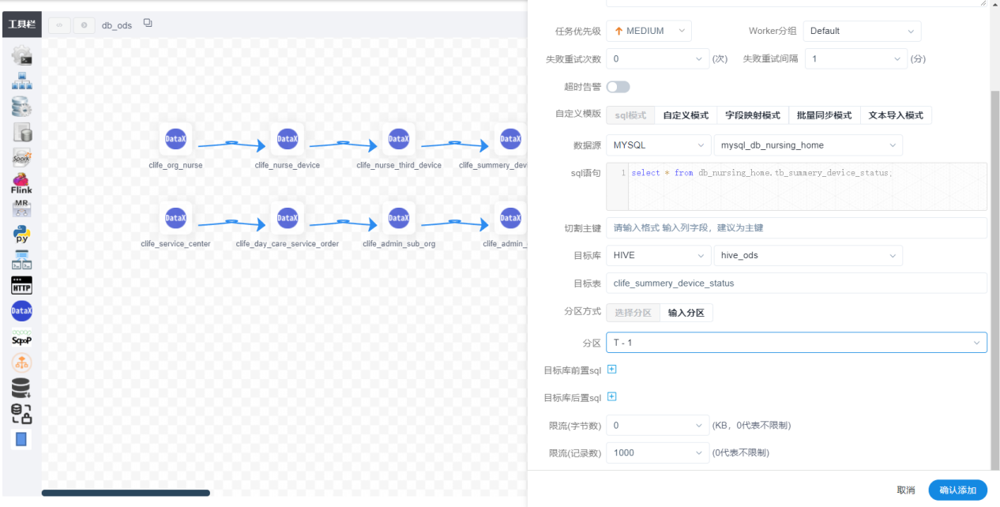 工具栏
db_ods
Flink
MR
py
HTTP
DataX
SqooP
DataX DataX DataX DataX
clife_org_nurse clife_nurse_device clife_nurse_third_device clife_summery_dev
DataX DataX DataX DataX
clife_service_center clife_day_care_service_order clife_admin_sub_org clife_admin_
任务优先级 MEDIUM Worker分组 Default
失败重试次数 0 (次) 失败重试间隔 1 (分)
超时告警
自定义模版 sql模式 自定义模式 字段映射模式 批量同步模式 文本导入模式
数据源 MYSQL mysql_db_nursing_home
sql语句 1 select * from db_nursing_home.tb_summery_device_status;
切割主键 请输入格式 输入列字段，建议为主键
目标库 HIVE hive_ods
目标表 clife_summery_device_status
分区方式 选择分区 输入分区
分区 T - 1
目标库前置sql
目标库后置sql
限流(字节数) 0 (KB，0代表不限制)
限流(记录数) 1000 (0代表不限制)
取消 确认添加